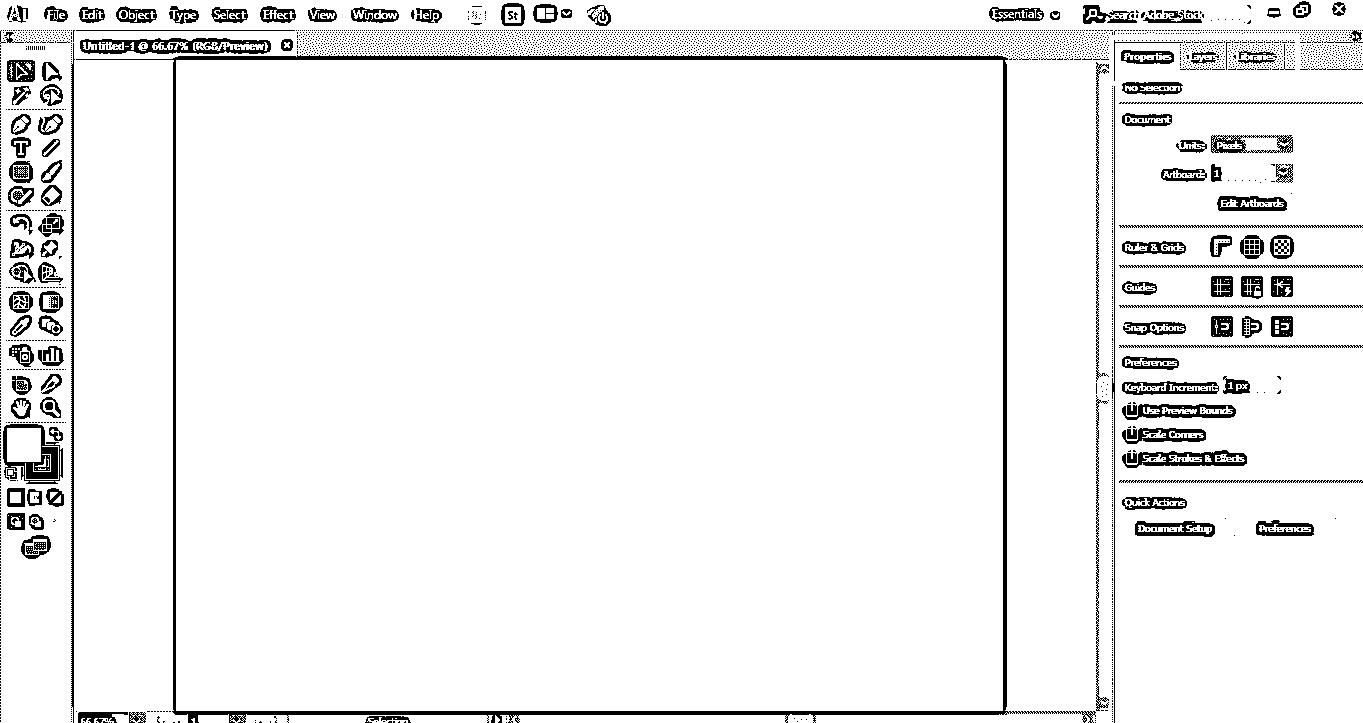 Ai File Edit Object Type Select Effect View Window Help St Essentials Search Adobe Stock
Untitled-1 @ 66.67% (RGB/Preview)
Properties Layers Libraries
No Selection
Document
Units: Pixels
Artboard: 1
Edit Artboards
Ruler & Grids
Guides
Snap Options
Preferences
Keyboard Increment: 1 px
Use Preview Bounds
Scale Corners
Scale Strokes & Effects
Quick Actions
Document Setup Preferences
66.67% 1 Selection